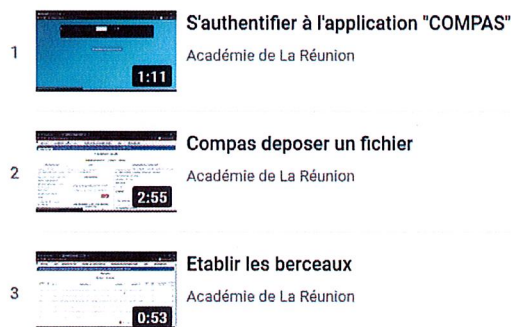 S'authentifier à l'application "COMPAS"
1
Académie de La Réunion
1:11
Compas deposer un fichier
2
Académie de La Réunion
2:55
Etablir les berceaux
3
Académie de La Réunion
0:53